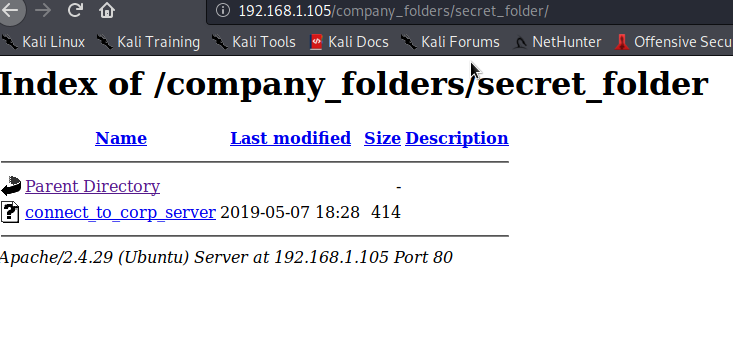 192.168.1.105/company_folders/secret_folder/
Kali Linux Kali Training Kali Tools Kali Docs Kali Forums NetHunter Offensive Secu
Index of /company_folders/secret_folder
Name Last modified Size Description
Parent Directory -
connect_to_corp_server 2019-05-07 18:28 414
Apache/2.4.29 (Ubuntu) Server at 192.168.1.105 Port 80